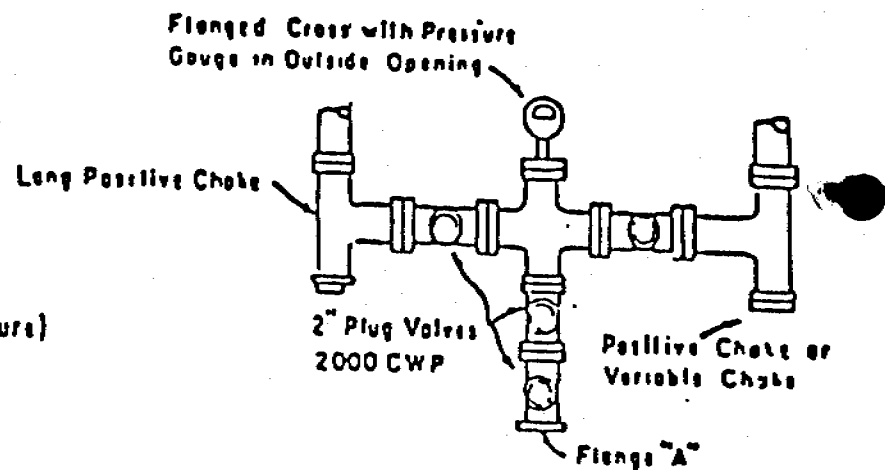 Flanged Cross with Pressure
Gauge in Outside Opening
Long Positive Choke
2" Plug Valves
2000 CWP
Positive Choke or
Variable Choke
Flange "A"